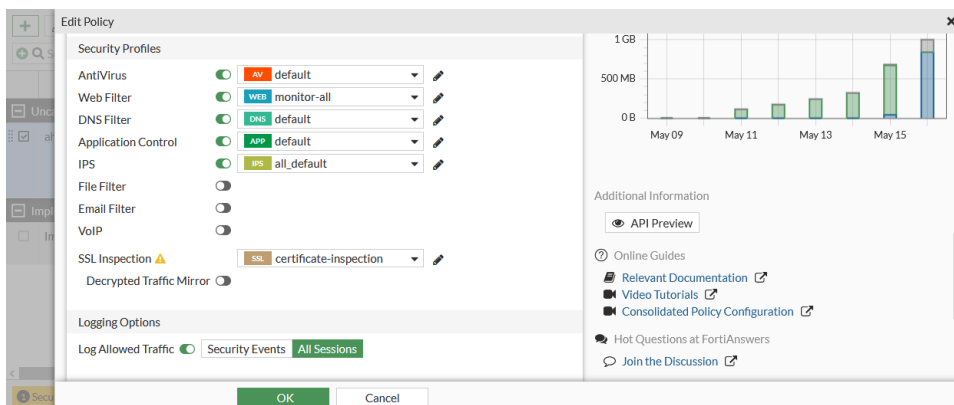 Edit Policy
Security Profiles
AntiVirus AV default
Web Filter WEB monitor-all
DNS Filter DNS default
Application Control APP default
IPS IPS all_default
File Filter
Email Filter
VoIP
SSL Inspection SSL certificate-inspection
Decrypted Traffic Mirror
Logging Options
Log Allowed Traffic Security Events All Sessions
OK Cancel
1 GB
500 MB
0 B
May 09 May 11 May 13 May 15
Additional Information
API Preview
Online Guides
Relevant Documentation
Video Tutorials
Consolidated Policy Configuration
Hot Questions at FortiAnswers
Join the Discussion